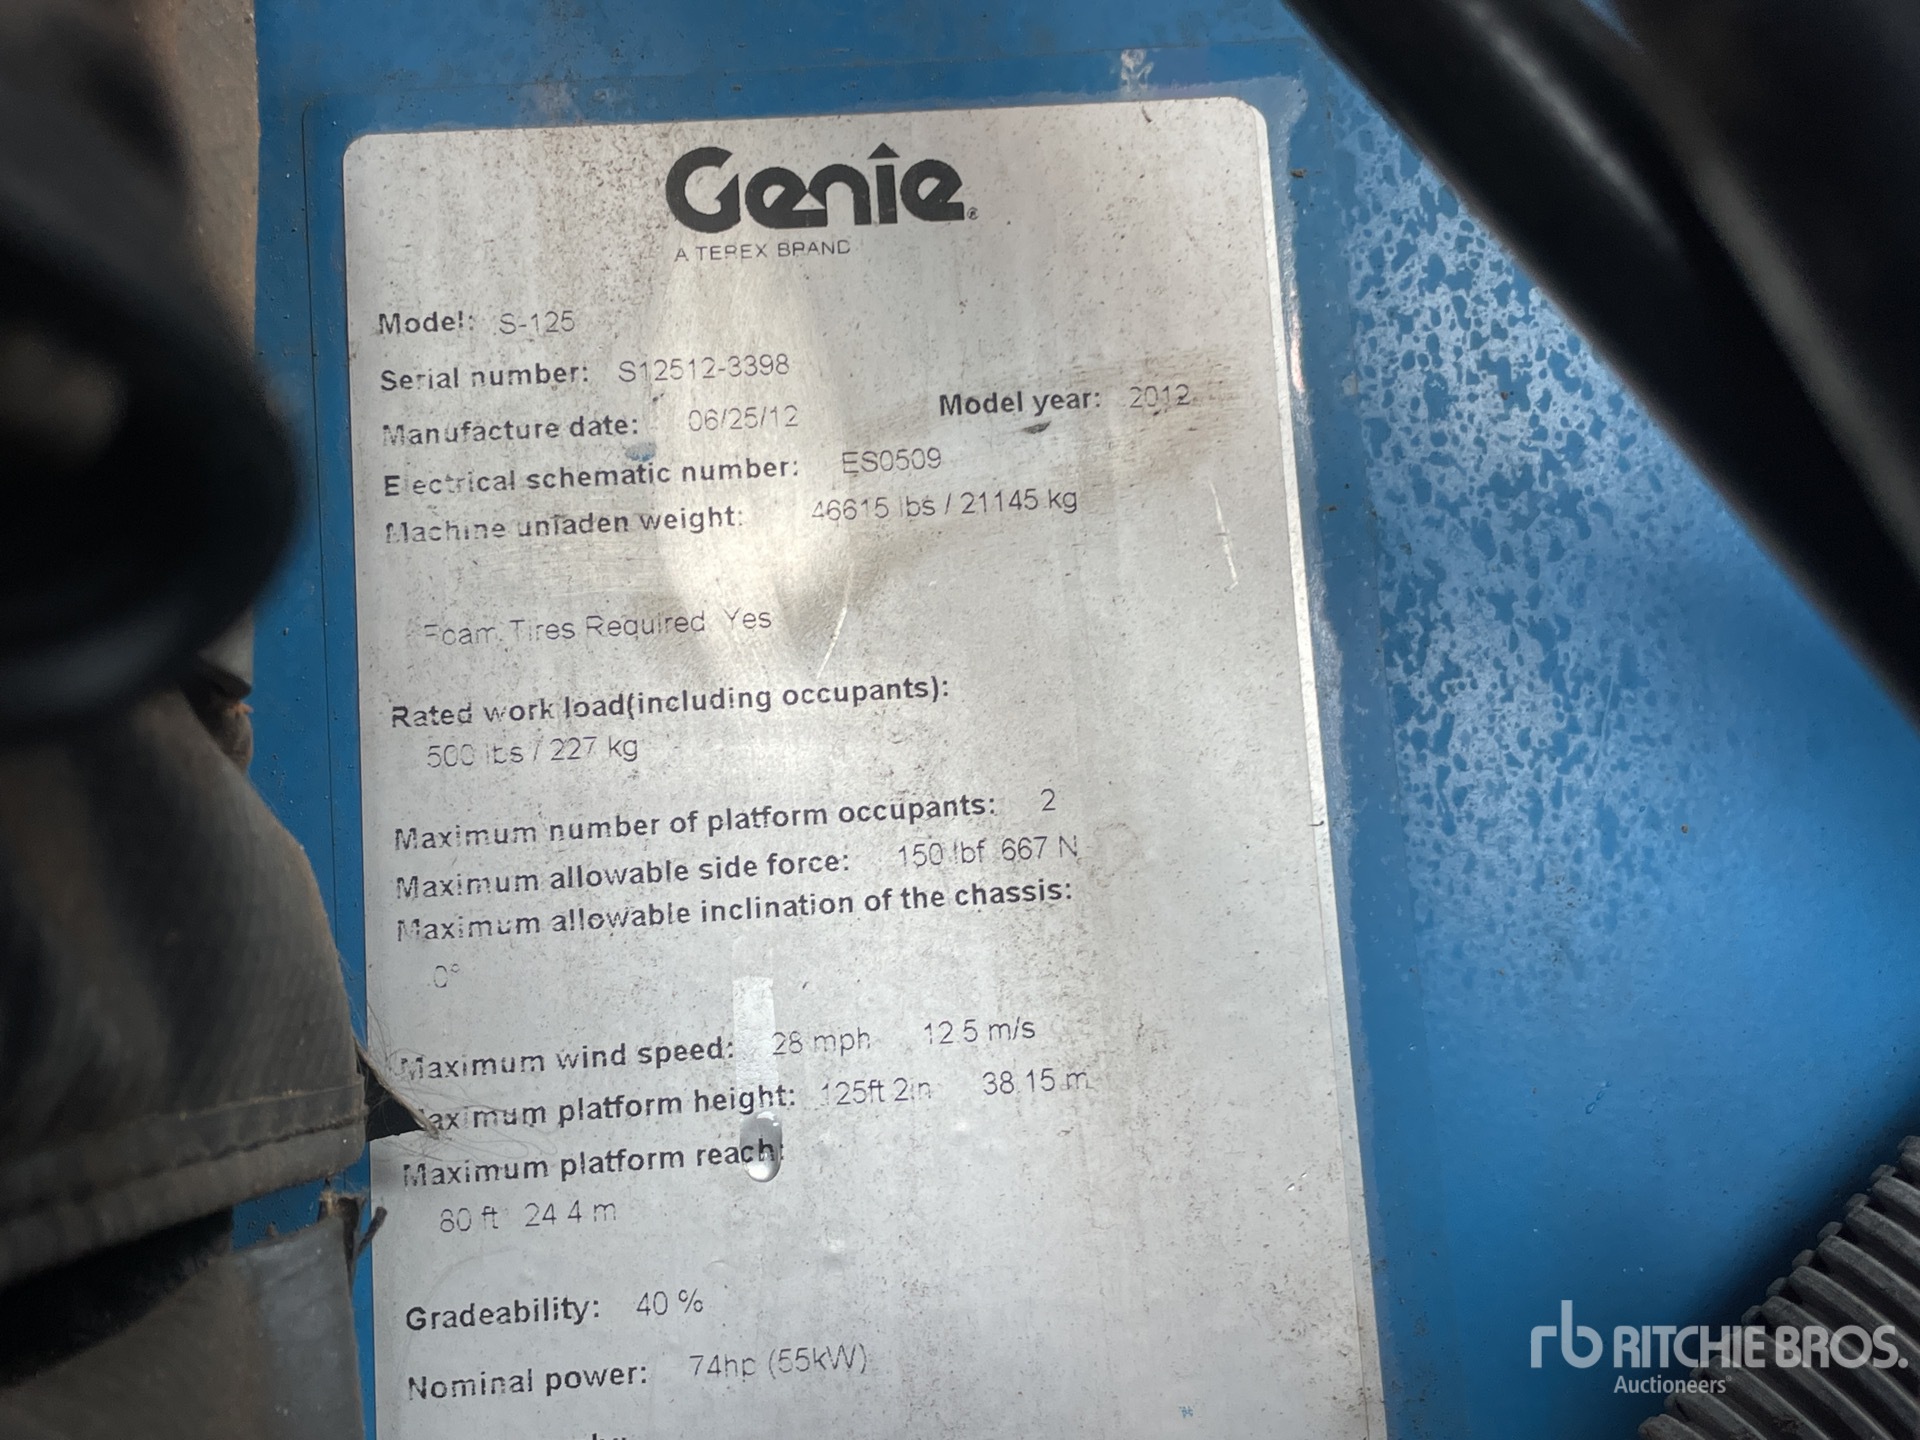 Genie®
A TEREX BRAND
Model: S-125
Serial number: S12512-3398
Manufacture date: 06/25/12 Model year: 2012
Electrical schematic number: ES0509
Machine unladen weight: 46615 lbs / 21145 kg
Foam Tires Required Yes
Rated work load(including occupants):
500 lbs / 227 kg
Maximum number of platform occupants: 2
Maximum allowable side force: 150 lbf 667 N
Maximum allowable inclination of the chassis:
0°
Maximum wind speed: 28 mph 12.5 m/s
Maximum platform height: 125ft 2in 38.15 m
Maximum platform reach:
80 ft 24.4 m
Gradeability: 40 %
Nominal power: 74hp (55kW)
rb RITCHIE BROS.
Auctioneers